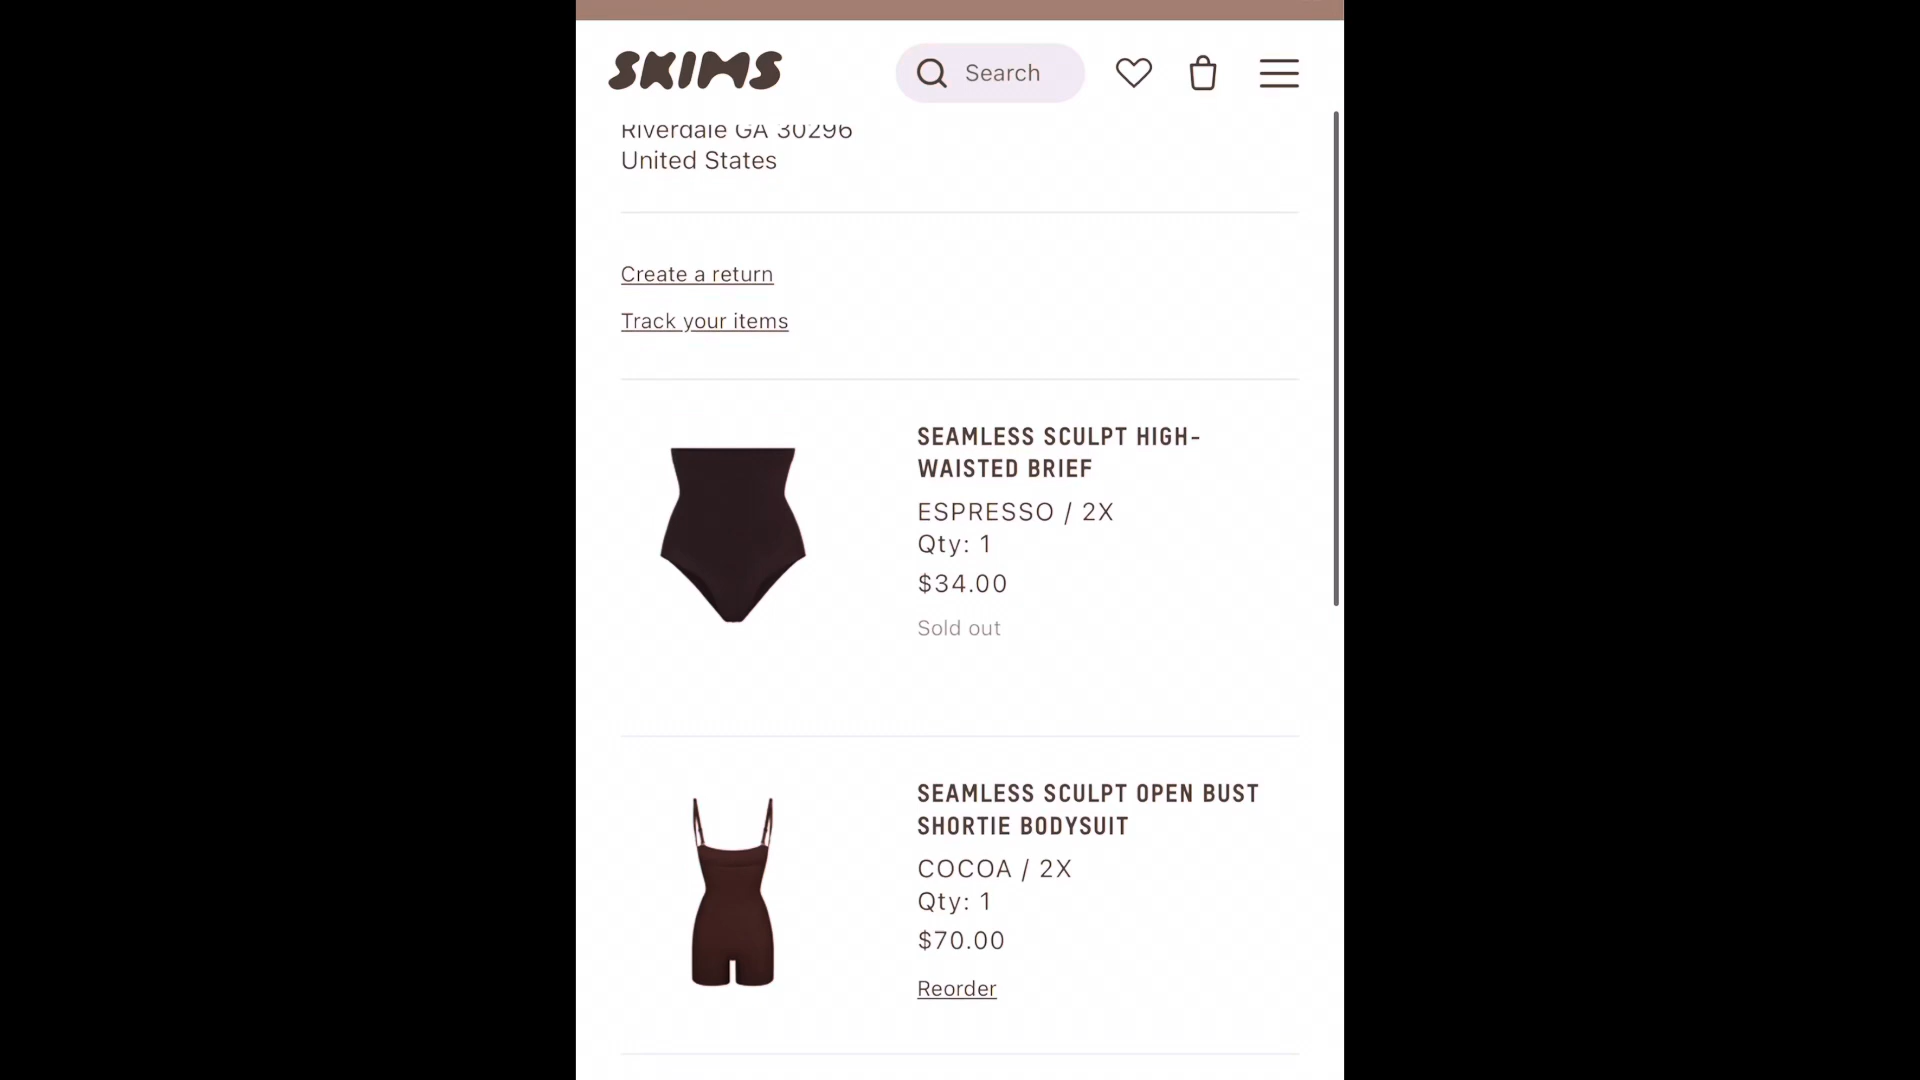 SKIMS
Search
Riverdale GA 30296
United States
Create a return
Track your items
SEAMLESS SCULPT HIGH-
WAISTED BRIEF
ESPRESSO / 2X
Qty: 1
$34.00
Sold out
SEAMLESS SCULPT OPEN BUST
SHORTIE BODYSUIT
COCOA / 2X
Qty: 1
$70.00
Reorder